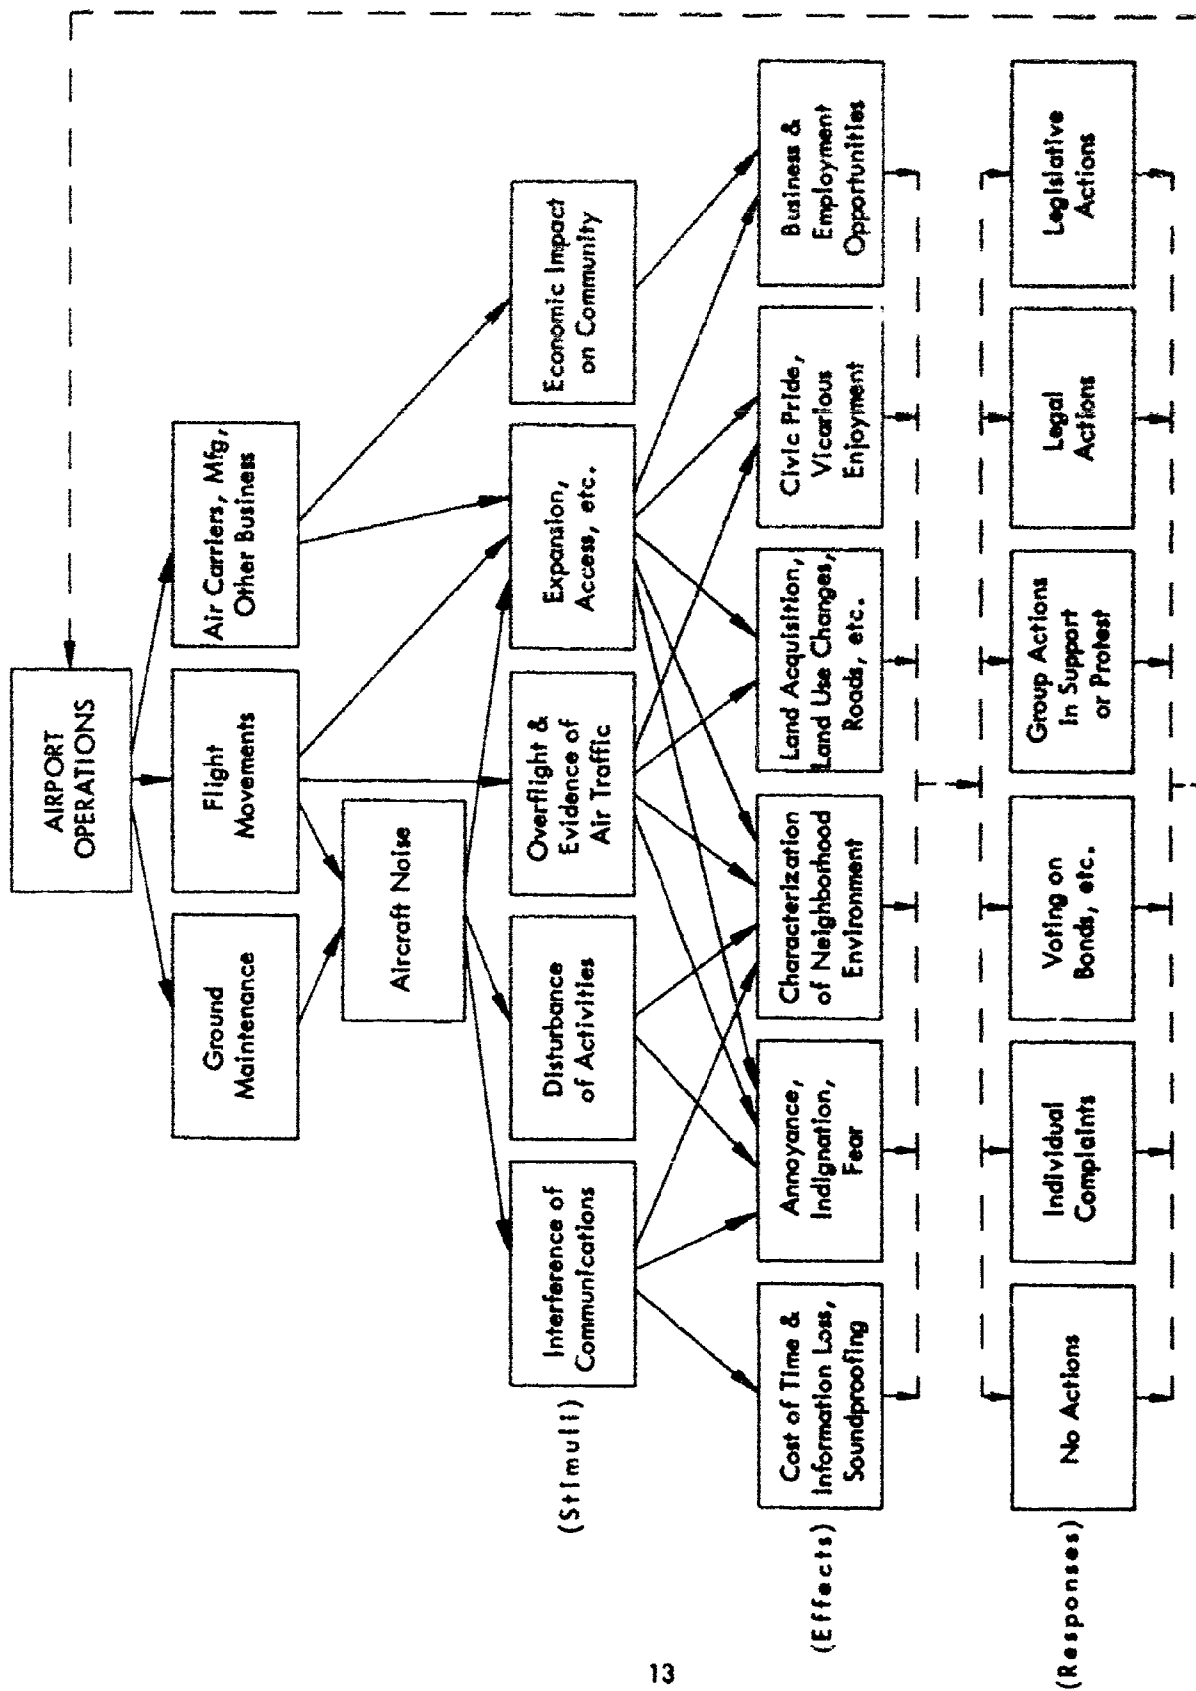 AIRPORT
OPERATIONS
Ground
Maintenance
Flight
Movements
Air Carriers, Mfg,
Other Business
Aircraft Noise
(Stimuli)
Interference of
Communications
Disturbance
of Activities
Overflight &
Evidence of
Air Traffic
Expansion,
Access, etc.
Economic Impact
on Community
(Effects)
Cost of Time &
Information Loss,
Soundproofing
Annoyance,
Indignation,
Fear
Characterization
of Neighborhood
Environment
Land Acquisition,
Land Use Changes,
Roads, etc.
Civic Pride,
Vicarious
Enjoyment
Business &
Employment
Opportunities
(Responses)
No Actions
Individual
Complaints
Voting on
Bonds, etc.
Group Actions
In Support
or Protest
Legal
Actions
Legislative
Actions
13